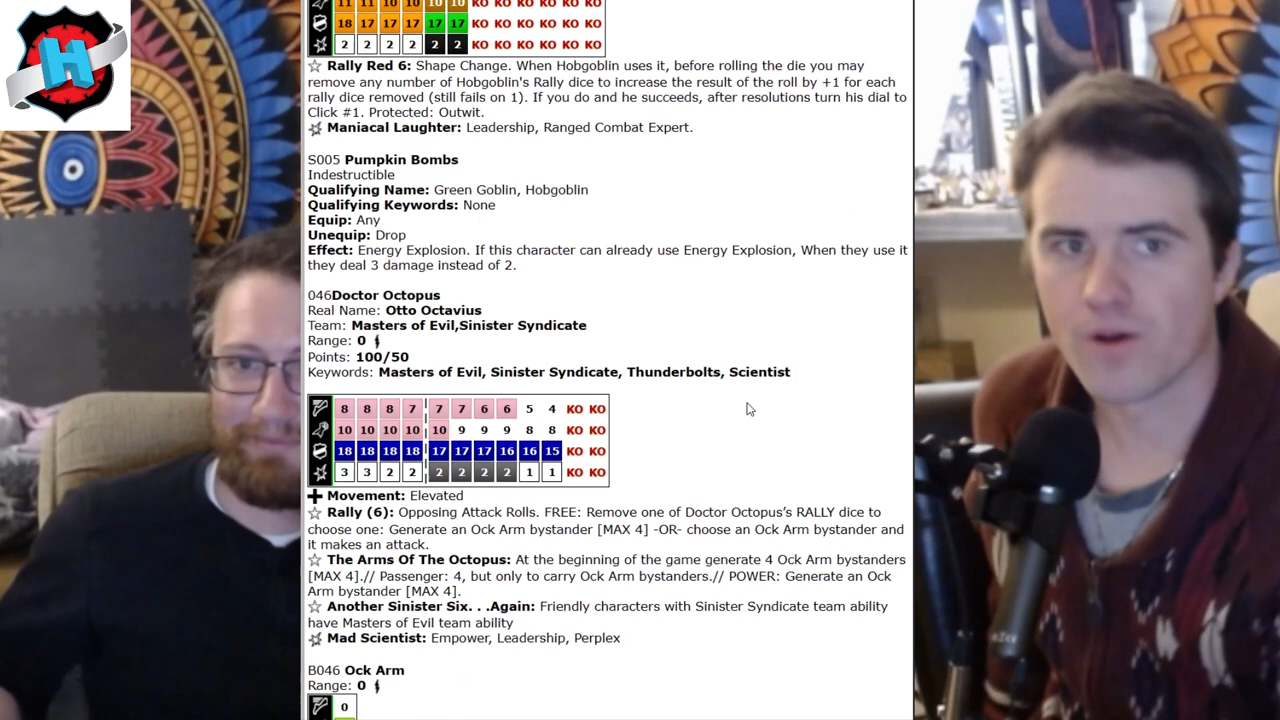 H
11 11 10 10 10 10 KO KO KO KO KO KO
18 17 17 17 17 17 KO KO KO KO KO KO
2 2 2 2 2 2 KO KO KO KO KO KO
Rally Red 6: Shape Change. When Hobgoblin uses it, before rolling the die you may
remove any number of Hobgoblin's Rally dice to increase the result of the roll by +1 for each
rally dice removed (still fails on 1). If you do and he succeeds, after resolutions turn his dial to
Click #1. Protected: Outwit.
Maniacal Laughter: Leadership, Ranged Combat Expert.
S005 Pumpkin Bombs
Indestructible
Qualifying Name: Green Goblin, Hobgoblin
Qualifying Keywords: None
Equip: Any
Unequip: Drop
Effect: Energy Explosion. If this character can already use Energy Explosion, When they use it
they deal 3 damage instead of 2.
046Doctor Octopus
Real Name: Otto Octavius
Team: Masters of Evil,Sinister Syndicate
Range: 0
Points: 100/50
Keywords: Masters of Evil, Sinister Syndicate, Thunderbolts, Scientist
8 8 8 7 7 7 6 6 5 4 KO KO
10 10 10 10 10 9 9 9 8 8 KO KO
18 18 18 18 17 17 17 16 16 15 KO KO
3 3 2 2 2 2 2 2 1 1 KO KO
Movement: Elevated
Rally (6): Opposing Attack Rolls. FREE: Remove one of Doctor Octopus's RALLY dice to
choose one: Generate an Ock Arm bystander [MAX 4] -OR- choose an Ock Arm bystander and
it makes an attack.
The Arms Of The Octopus: At the beginning of the game generate 4 Ock Arm bystanders
[MAX 4].// Passenger: 4, but only to carry Ock Arm bystanders.// POWER: Generate an Ock
Arm bystander [MAX 4].
Another Sinister Six. . .Again: Friendly characters with Sinister Syndicate team ability
have Masters of Evil team ability
Mad Scientist: Empower, Leadership, Perplex
B046 Ock Arm
Range: 0
0